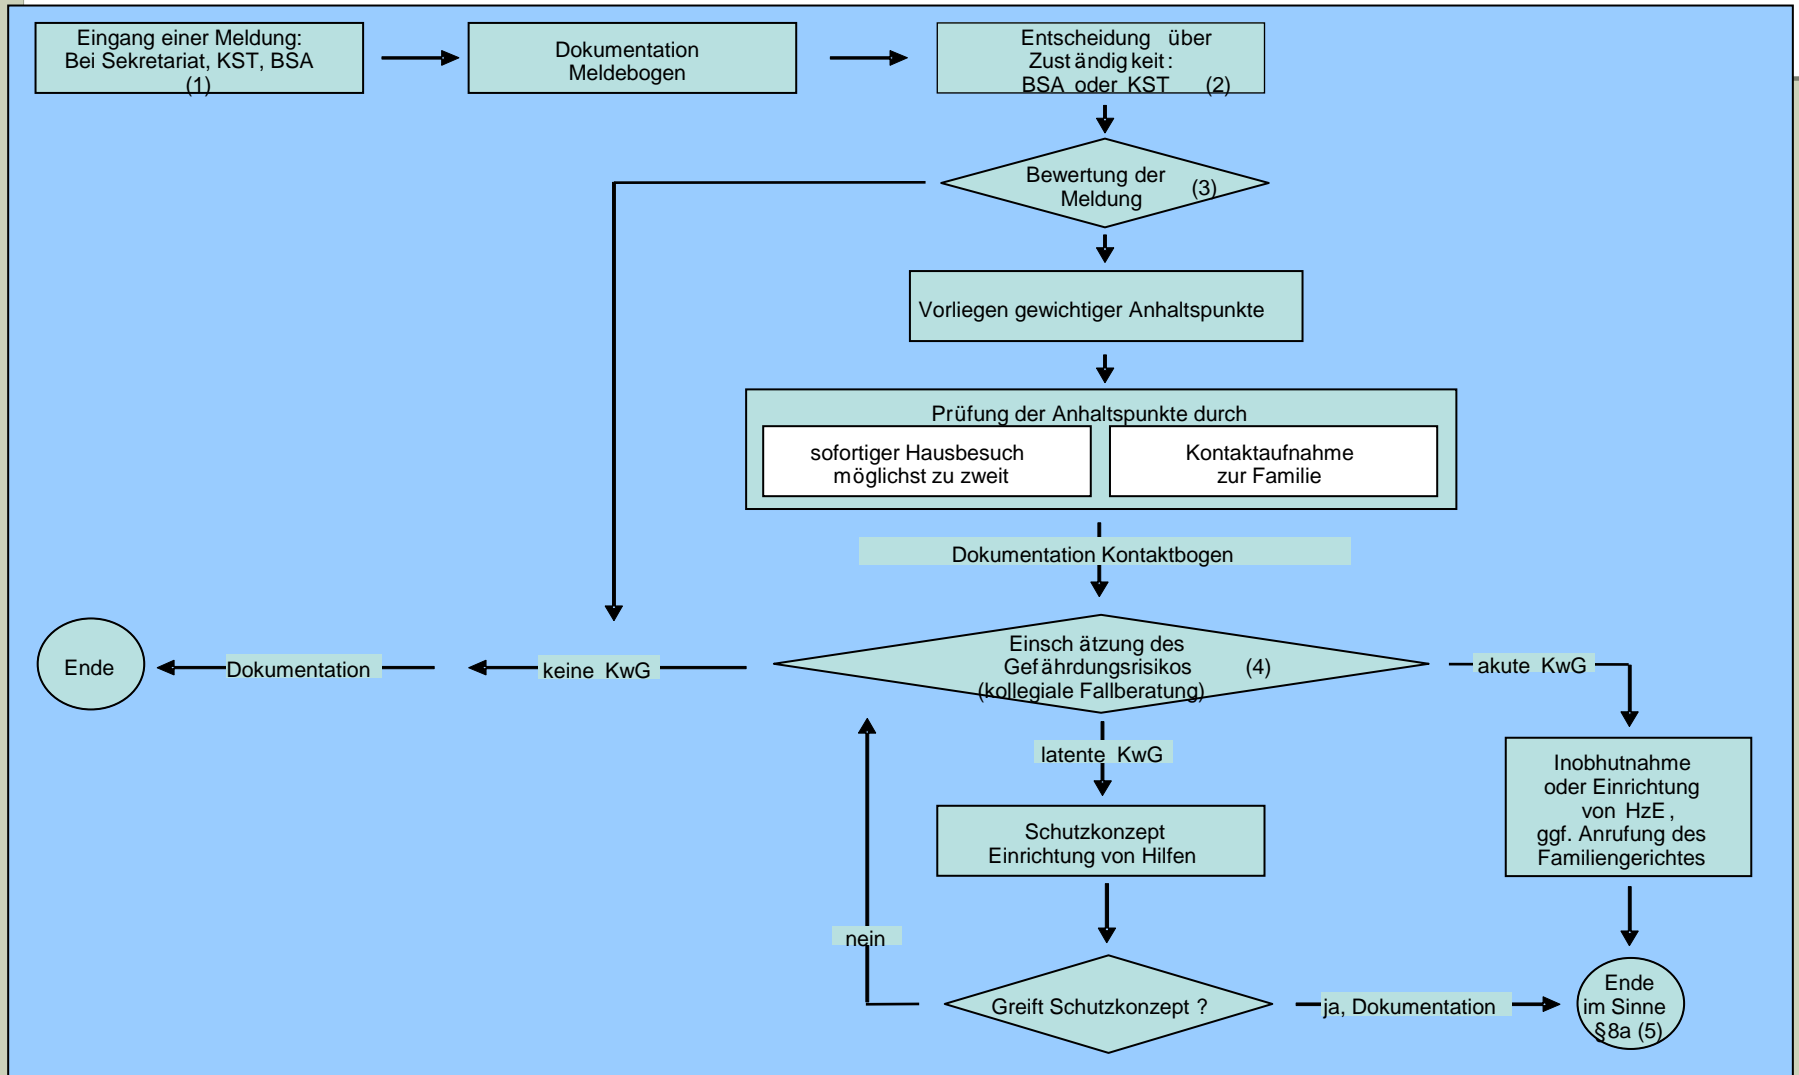 Eingang einer Meldung:
Bei Sekretariat, KST, BSA
(1)
Dokumentation
Meldebogen
Entscheidung über
Zuständigkeit:
BSA oder KST (2)
Bewertung der
Meldung (3)
Vorliegen gewichtiger Anhaltspunkte
Prüfung der Anhaltspunkte durch
sofortiger Hausbesuch
möglichst zu zweit
Kontaktaufnahme
zur Familie
Dokumentation Kontaktbogen
Ende
Dokumentation
keine KwG
Einschätzung des
Gefährdungsrisikos (4)
(kollegiale Fallberatung)
akute KwG
latente KwG
Inobhutnahme
oder Einrichtung
von HzE,
ggf. Anrufung des
Familiengerichtes
Schutzkonzept
Einrichtung von Hilfen
nein
Greift Schutzkonzept ?
ja, Dokumentation
Ende
im Sinne
§8a (5)